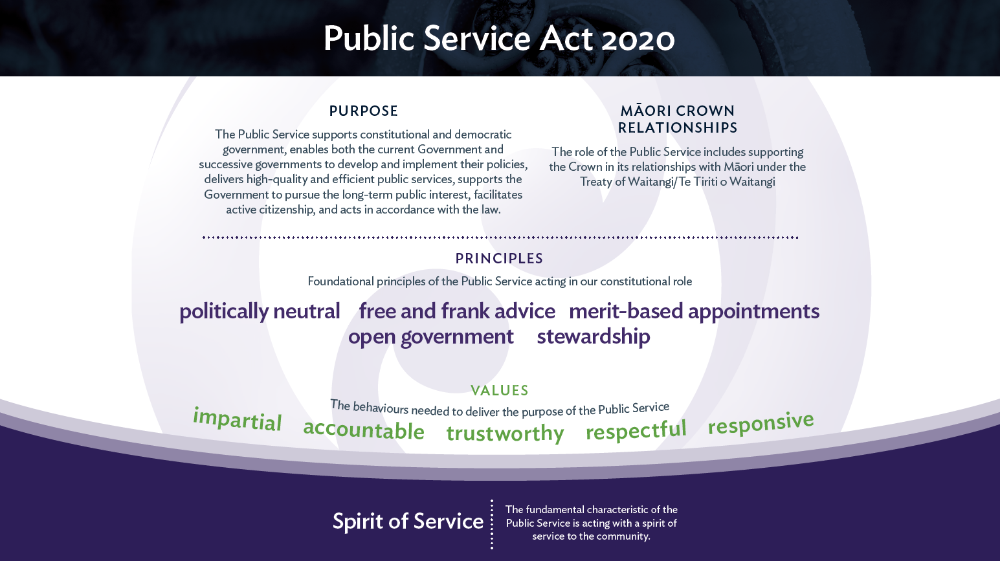 Public Service Act 2020
PURPOSE
The Public Service supports constitutional and democratic
government, enables both the current Government and
successive governments to develop and implement their policies,
delivers high-quality and efficient public services, supports the
Government to pursue the long-term public interest, facilitates
active citizenship, and acts in accordance with the law.
MĀORI CROWN
RELATIONSHIPS
The role of the Public Service includes supporting
the Crown in its relationships with Māori under the
Treaty of Waitangi/Te Tiriti o Waitangi
PRINCIPLES
Foundational principles of the Public Service acting in our constitutional role
politically neutral free and frank advice merit-based appointments
open government stewardship
VALUES
The behaviours needed to deliver the purpose of the Public Service
impartial accountable trustworthy respectful responsive
Spirit of Service
The fundamental characteristic of the
Public Service is acting with a spirit of
service to the community.